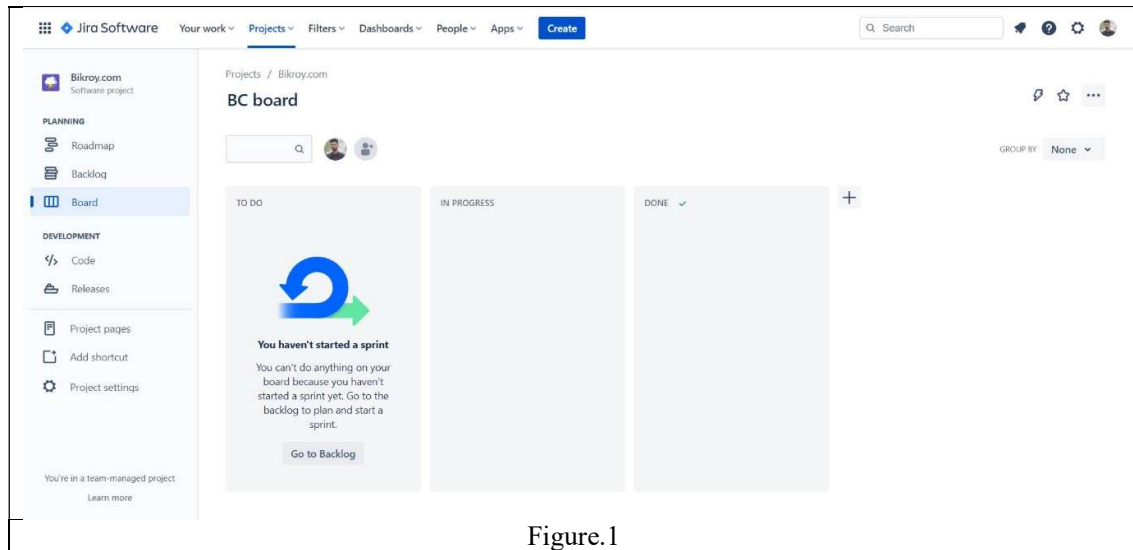 Jira Software Your work Projects Filters Dashboards People Apps Create Search
Bikroy.com
Software project
PLANNING
Roadmap
Backlog
Board
DEVELOPMENT
Code
Releases
Project pages
Add shortcut
Project settings
You're in a team-managed project
Learn more
Projects / Bikroy.com
BC board
GROUP BY None
TO DO
You haven't started a sprint
You can't do anything on your
board because you haven't
started a sprint yet. Go to the
backlog to plan and start a
sprint.
Go to Backlog
IN PROGRESS
DONE
Figure.1